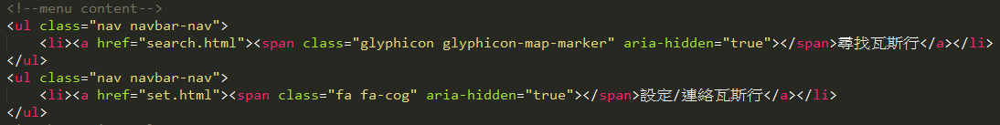 <!--menu content-->
<ul class="nav navbar-nav">
<li><a href="search.html"><span class="glyphicon glyphicon-map-marker" aria-hidden="true"></span>尋找瓦斯行</a></li>
</ul>
<ul class="nav navbar-nav">
<li><a href="set.html"><span class="fa fa-cog" aria-hidden="true"></span>設定/連絡瓦斯行</a></li>
</ul>